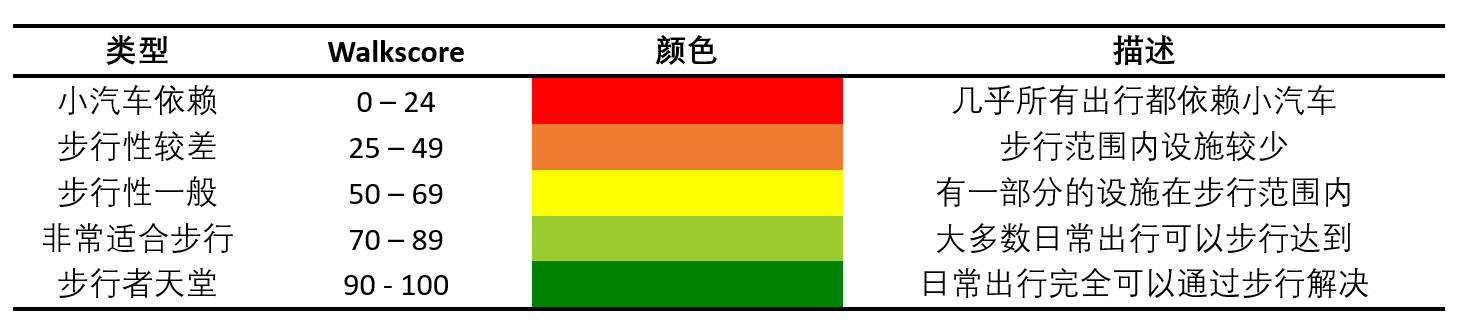 类型 Walkscore 颜色 描述
小汽车依赖 0 – 24 几乎所有出行都依赖小汽车
步行性较差 25 – 49 步行范围内设施较少
步行性一般 50 – 69 有一部分的设施在步行范围内
非常适合步行 70 – 89 大多数日常出行可以步行达到
步行者天堂 90 - 100 日常出行完全可以通过步行解决